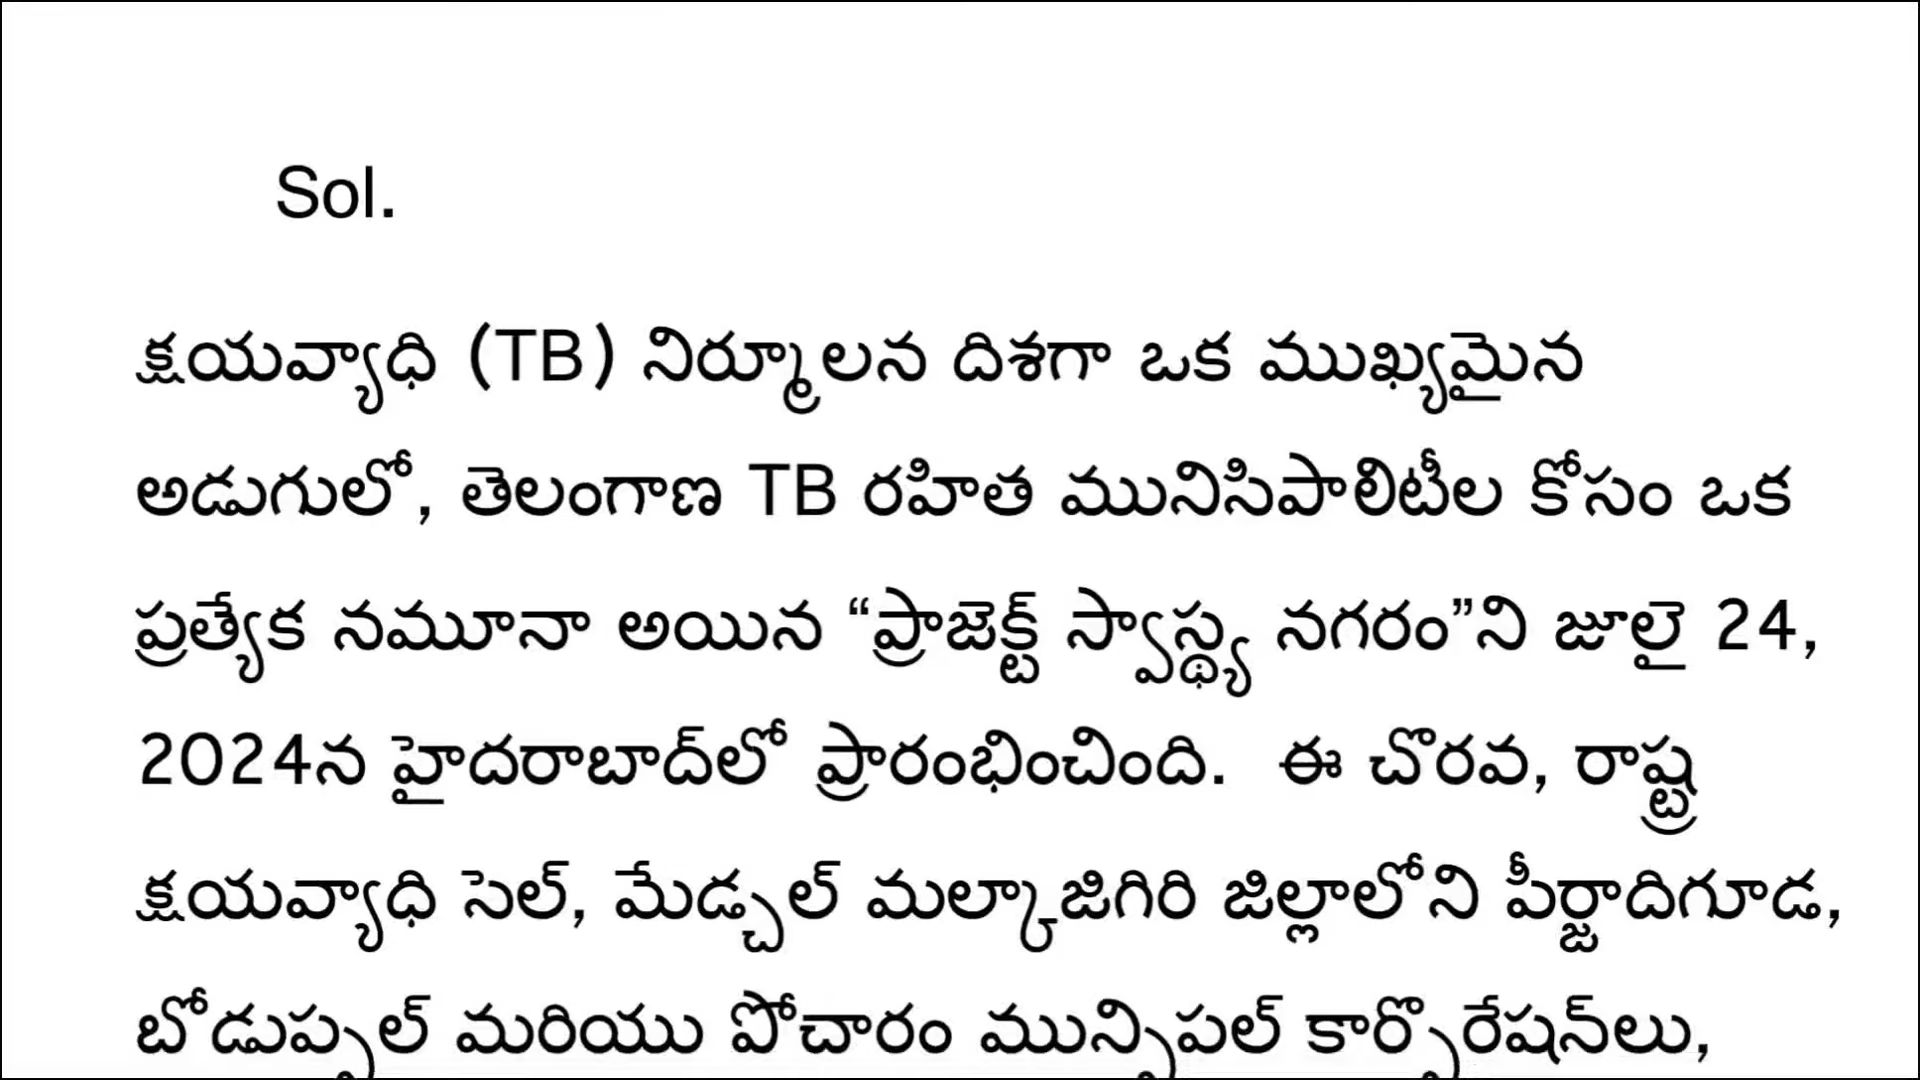 Sol.
క్షయవ్యాధి (TB) నిర్మూలన దిశగా ఒక ముఖ్యమైన
అడుగులో, తెలంగాణ TB రహిత మునిసిపాలిటీల కోసం ఒక
ప్రత్యేక నమూనా అయిన “ప్రాజెక్ట్ స్వాస్థ్య నగరం”ని జూలై 24,
2024న హైదరాబాద్‌లో ప్రారంభించింది. ఈ చొరవ, రాష్ట్ర
క్షయవ్యాధి సెల్, మేడ్చల్ మల్కాజిగిరి జిల్లాలోని పీర్జాదిగూడ,
బోడుప్పల్ మరియు పోచారం మున్సిపల్ కార్పొరేషన్‌లు,